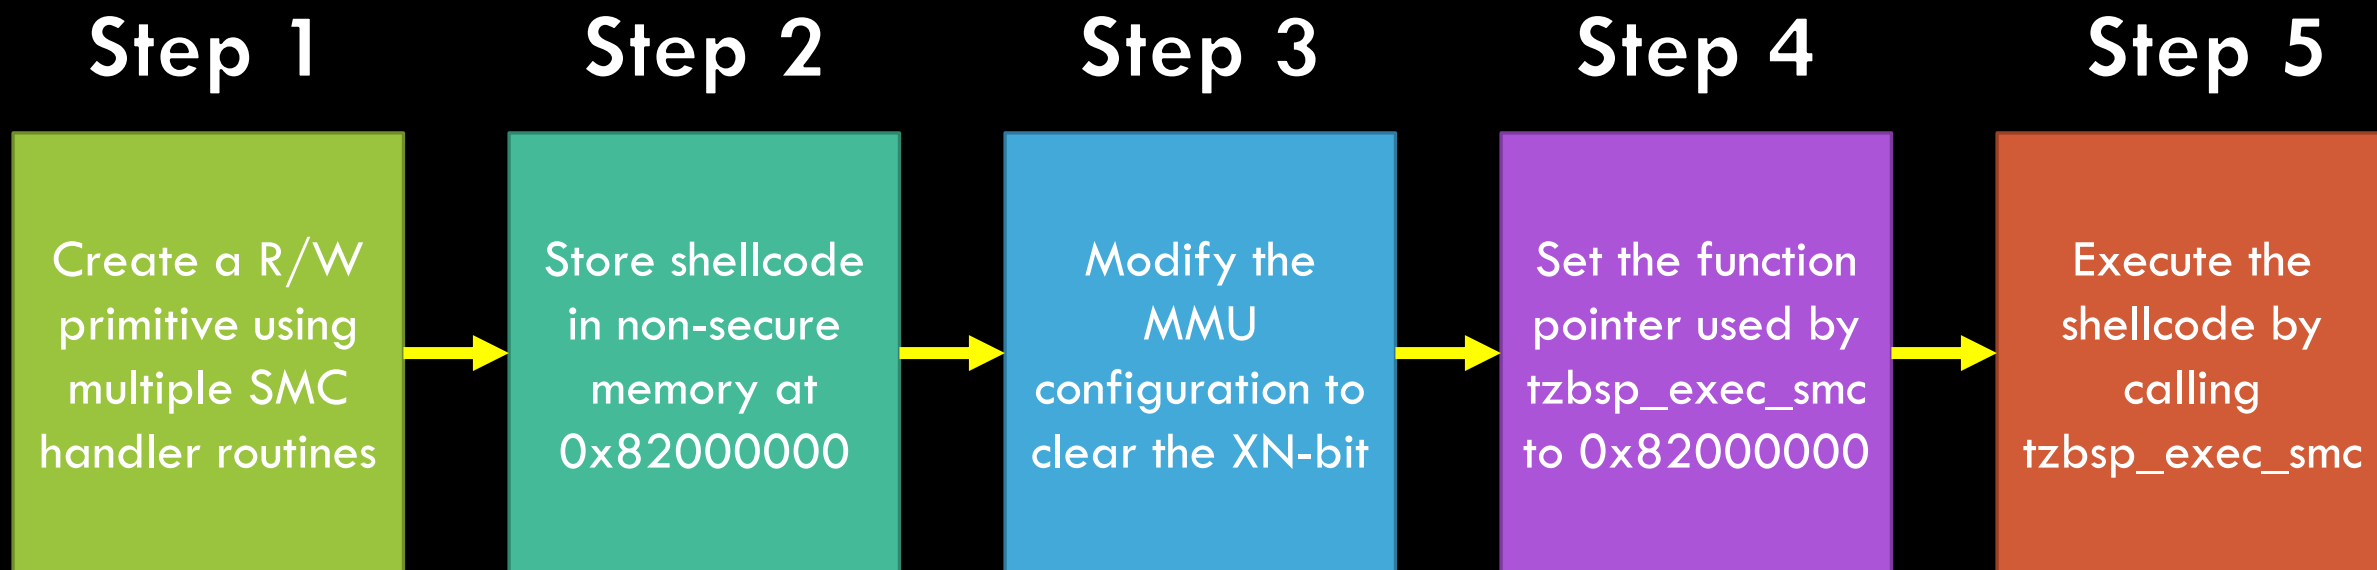 Step 1
Create a R/W
primitive using
multiple SMC
handler routines
Step 2
Store shellcode
in non-secure
memory at
0x82000000
Step 3
Modify the
MMU
configuration to
clear the XN-bit
Step 4
Set the function
pointer used by
tzbsp_exec_smc
to 0x82000000
Step 5
Execute the
shellcode by
calling
tzbsp_exec_smc